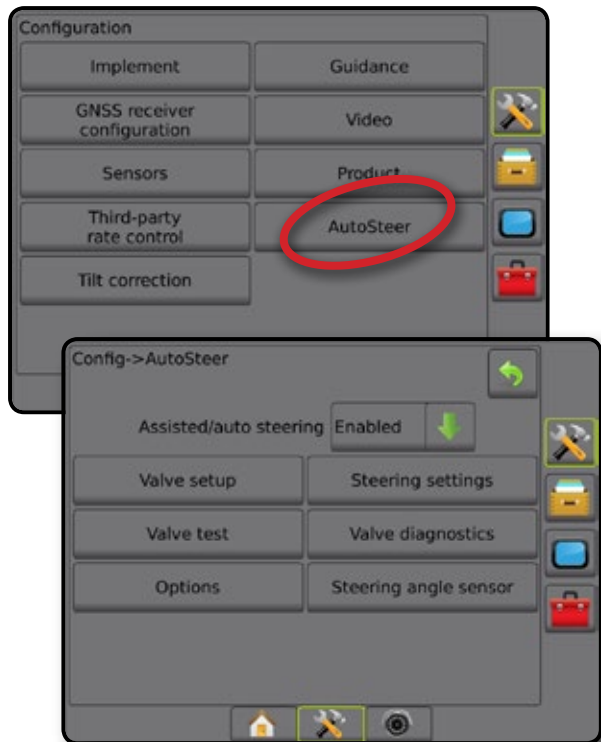 Configuration
Implement
Guidance
GNSS receiver
configuration
Video
Sensors
Product
Third-party
rate control
AutoSteer
Tilt correction
Config->AutoSteer
Assisted/auto steering Enabled
Valve setup
Steering settings
Valve test
Valve diagnostics
Options
Steering angle sensor